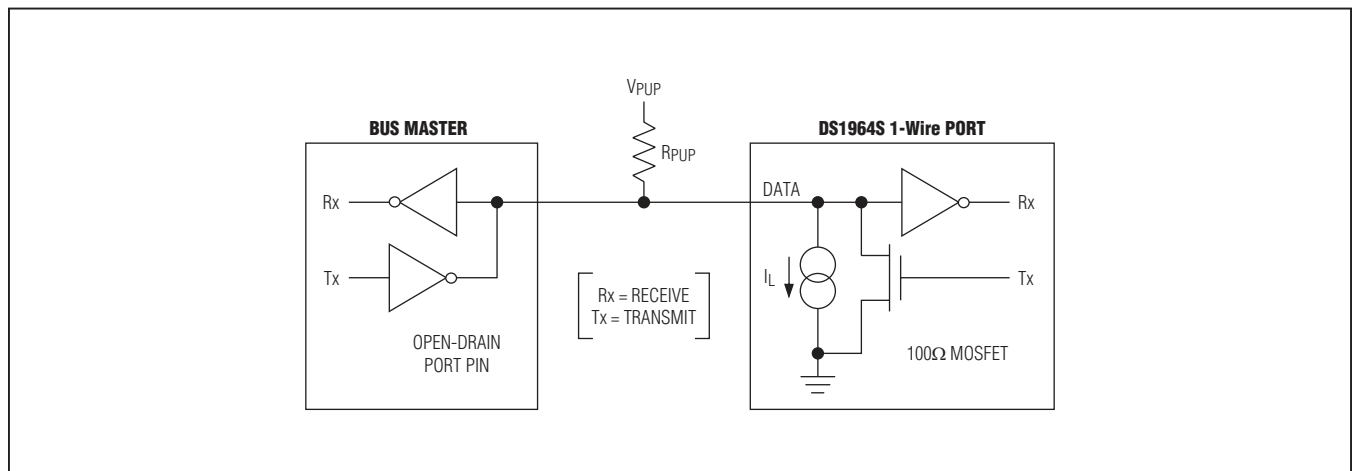 VPUP
BUS MASTER
DS1964S 1-Wire PORT
RPUP
Rx
DATA
Rx
Tx
IL
Tx
Rx = RECEIVE
Tx = TRANSMIT
OPEN-DRAIN
PORT PIN
100Ω MOSFET